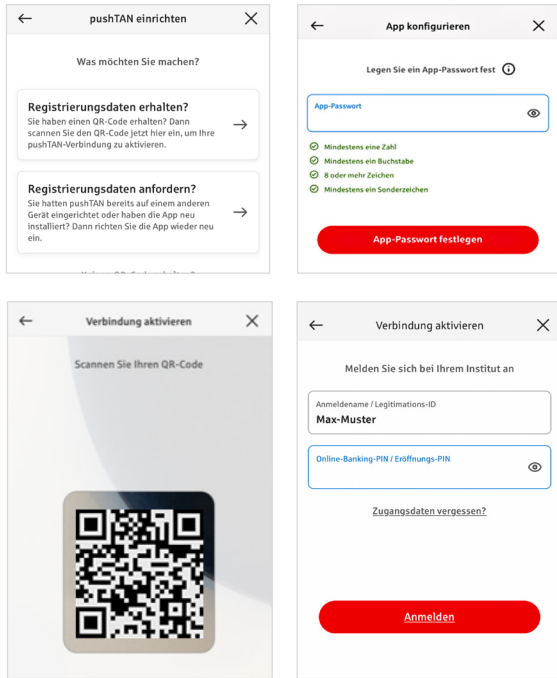 pushTAN einrichten
Was möchten Sie machen?
Registrierungsdaten erhalten?
Sie haben einen QR-Code erhalten? Dann
scannen Sie den QR-Code jetzt hier ein, um Ihre
pushTAN-Verbindung zu aktivieren.
Registrierungsdaten anfordern?
Sie hatten pushTAN bereits auf einem anderen
Gerät eingerichtet oder haben die App neu
installiert? Dann richten Sie die App wieder neu
ein.
App konfigurieren
Legen Sie ein App-Passwort fest
App-Passwort
Mindestens eine Zahl
Mindestens ein Buchstabe
8 oder mehr Zeichen
Mindestens ein Sonderzeichen
App-Passwort festlegen
Verbindung aktivieren
Scannen Sie Ihren QR-Code
Verbindung aktivieren
Melden Sie sich bei Ihrem Institut an
Anmeldename / Legitimations-ID
Max-Muster
Online-Banking-PIN / Eröffnungs-PIN
Zugangsdaten vergessen?
Anmelden